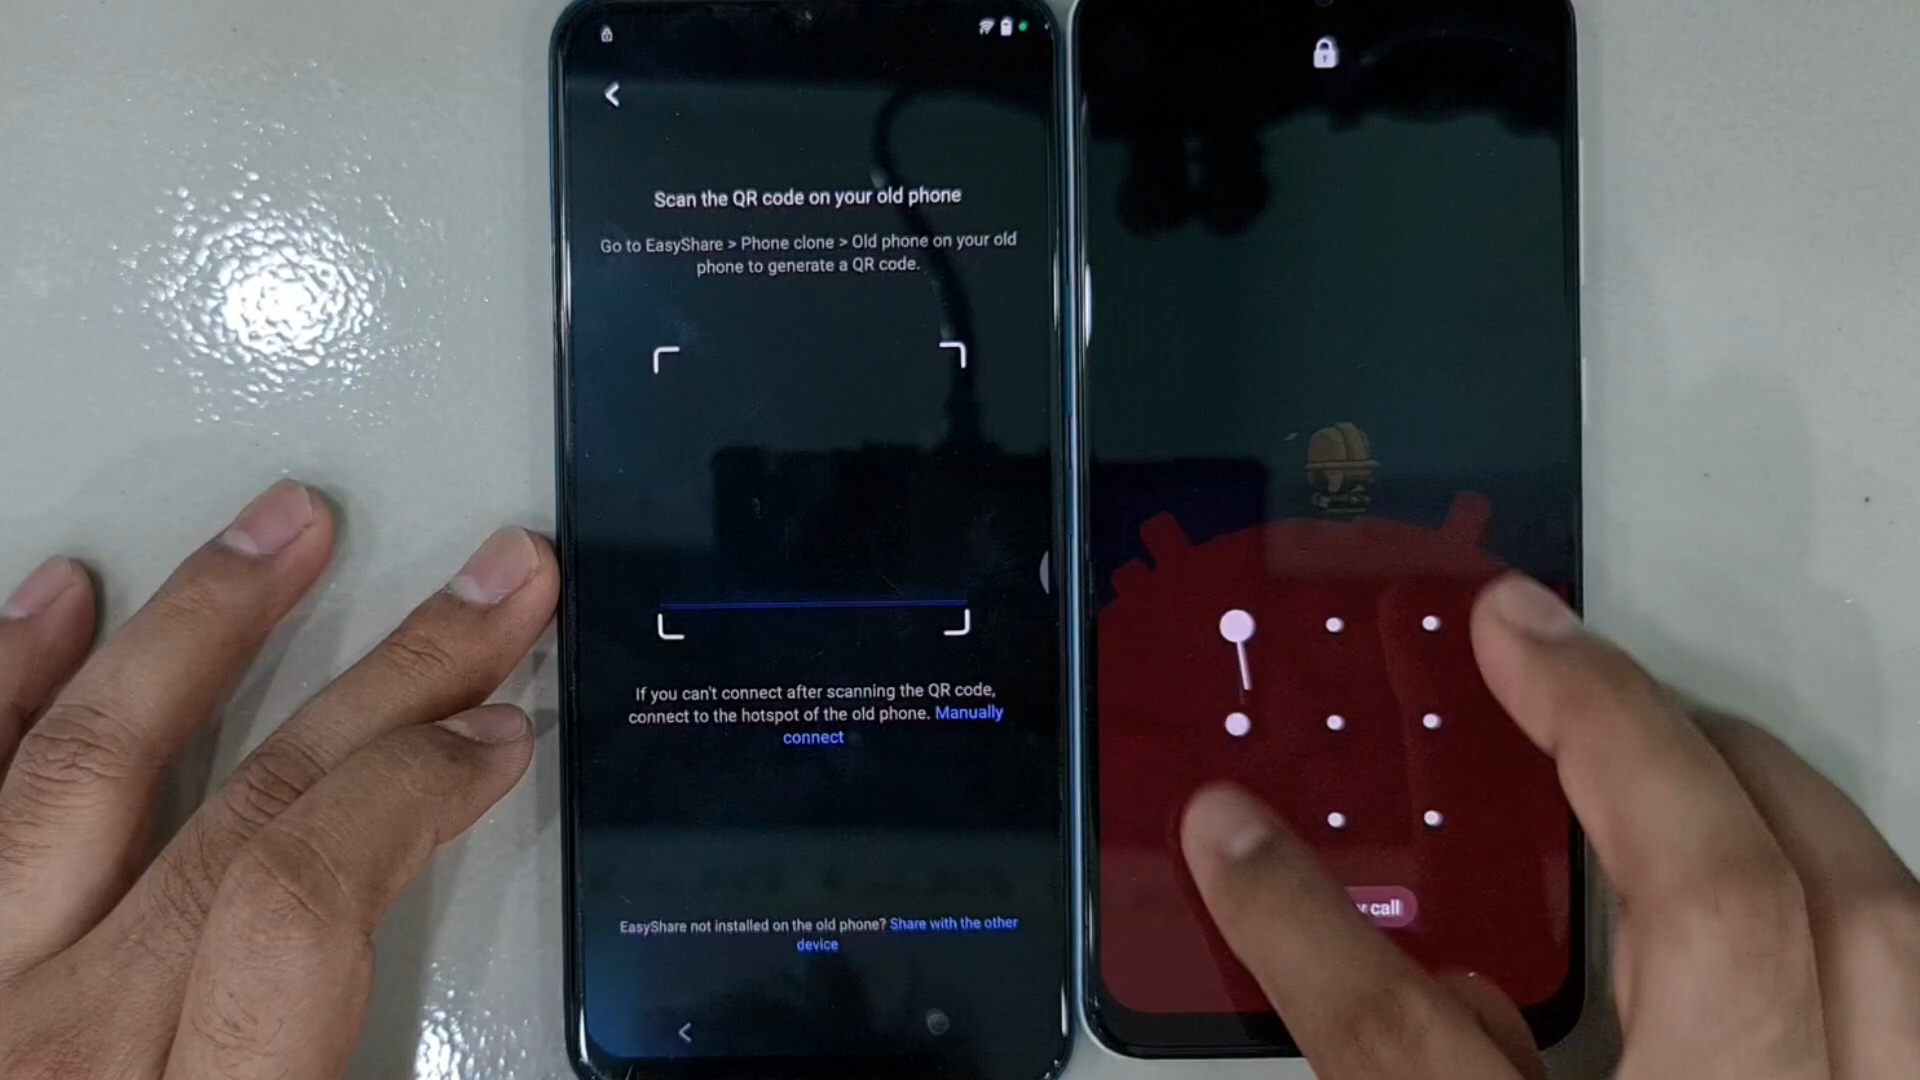 Scan the QR code on your old phone
Go to EasyShare > Phone clone > Old phone on your old
phone to generate a QR code.
If you can't connect after scanning the QR code,
connect to the hotspot of the old phone. Manually
connect
EasyShare not installed on the old phone? Share with the other
device
call